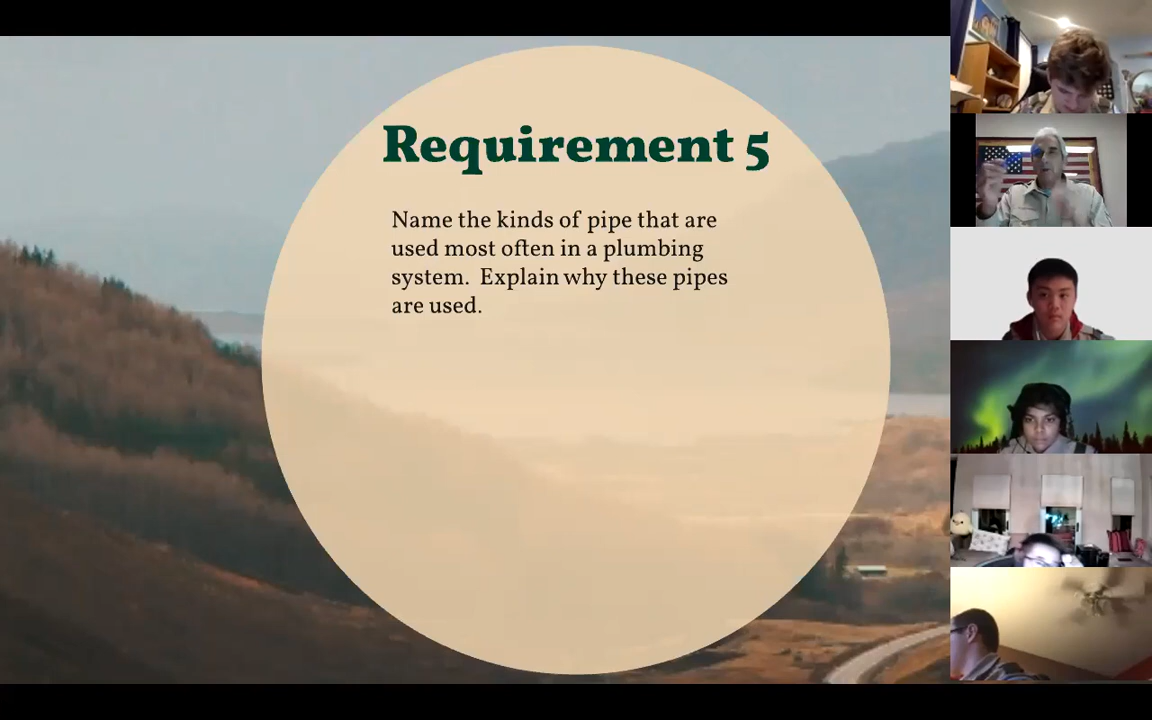 Requirement 5
Name the kinds of pipe that are
used most often in a plumbing
system.  Explain why these pipes
are used.